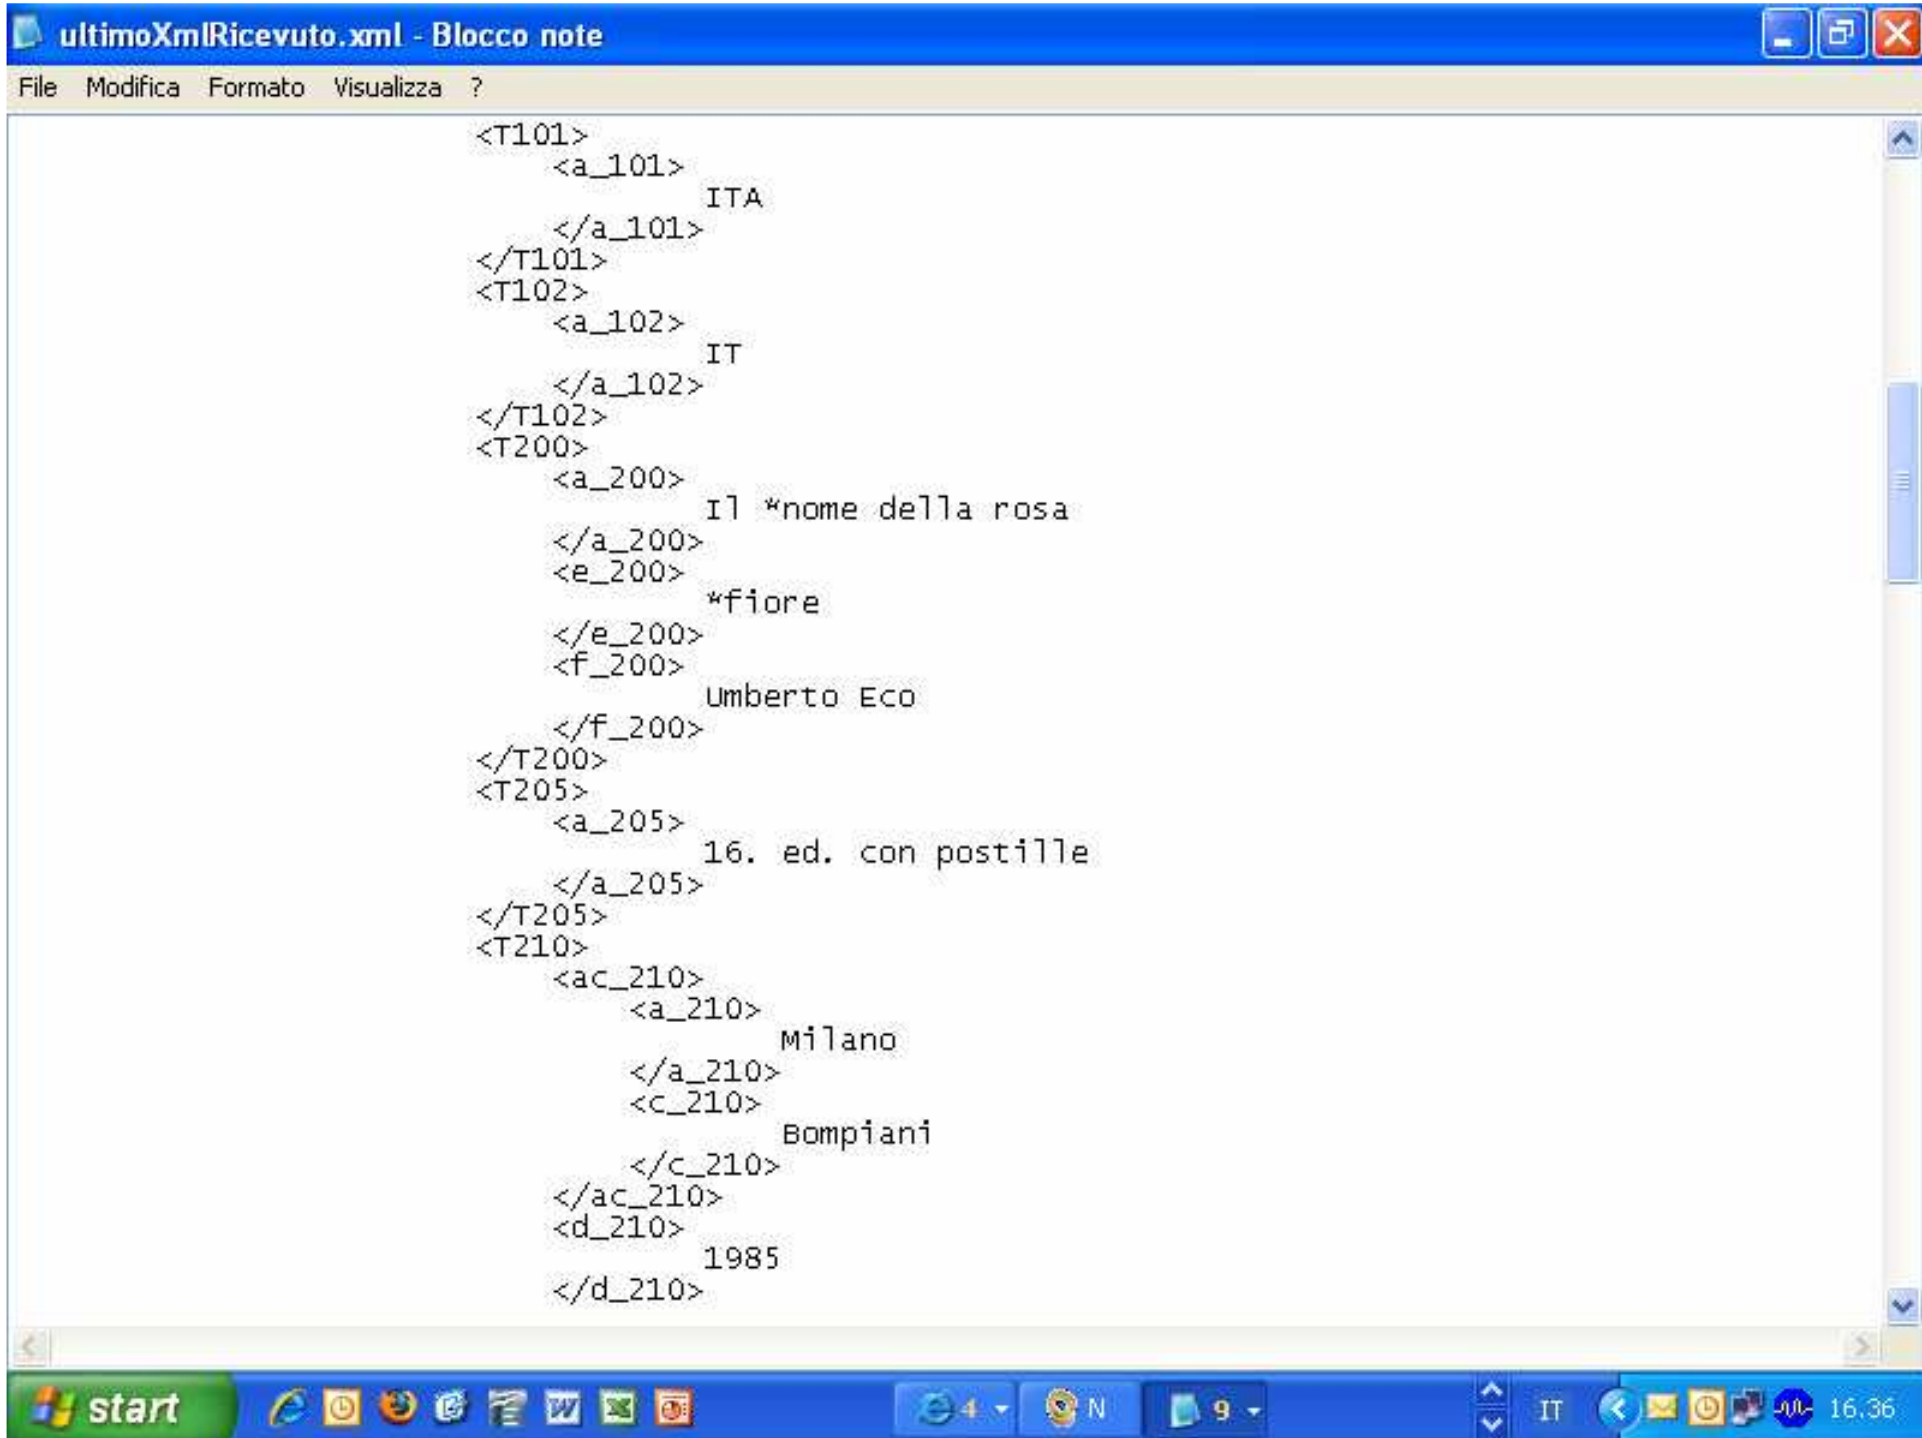 ultimoXmlRicevuto.xml - Blocco note
File Modifica Formato Visualizza ?
<T101>
<a_101>
ITA
</a_101>
</T101>
<T102>
<a_102>
IT
</a_102>
</T102>
<T200>
<a_200>
Il *nome della rosa
</a_200>
<e_200>
*fiore
</e_200>
<f_200>
Umberto Eco
</f_200>
</T200>
<T205>
<a_205>
16. ed. con postille
</a_205>
</T205>
<T210>
<ac_210>
<a_210>
Milano
</a_210>
<c_210>
Bompiani
</c_210>
</ac_210>
<d_210>
1985
</d_210>
start 4 N 9 IT 16.36